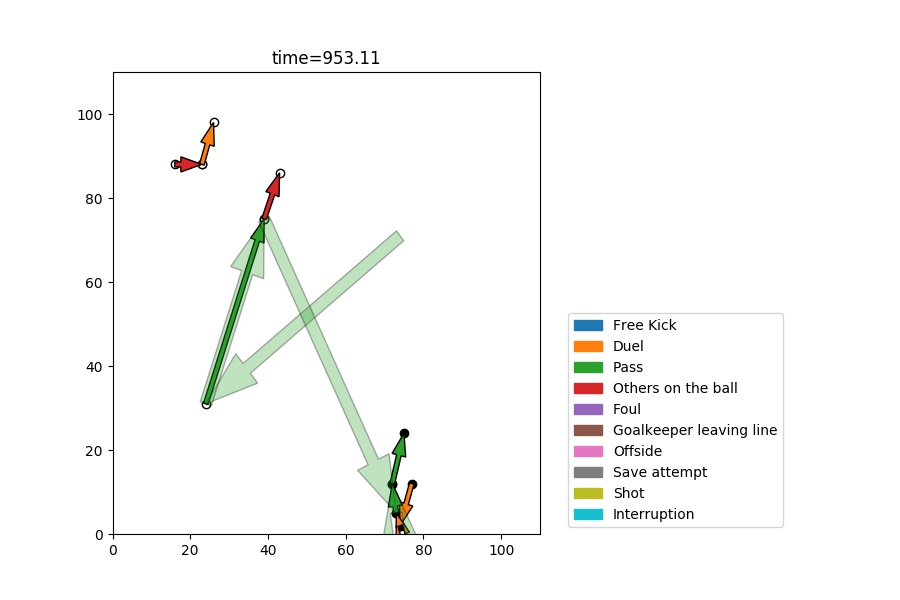 time=953.11
100
80
60
40
20
0
0 20 40 60 80 100
Free Kick
Duel
Pass
Others on the ball
Foul
Goalkeeper leaving line
Offside
Save attempt
Shot
Interruption